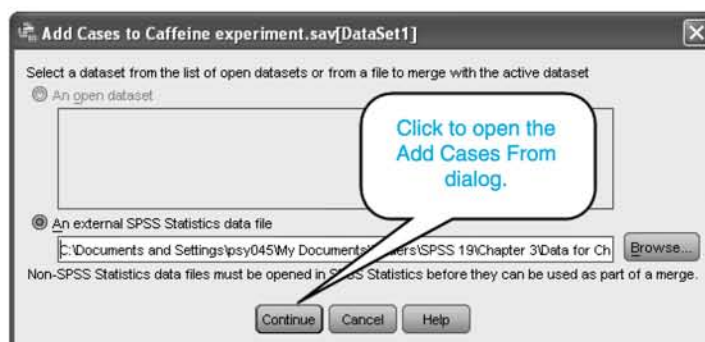 Add Cases to Caffeine experiment.sav[DataSet1]
Select a dataset from the list of open datasets or from a file to merge with the active dataset
An open dataset
Click to open the
Add Cases From
dialog.
An external SPSS Statistics data file
C:\Documents and Settings\psy045\My Documents\ \SPSS 19\Chapter 3\Data for Ch
Browse...
Non-SPSS Statistics data files must be opened in SPSS Statistics before they can be used as part of a merge.
Continue
Cancel
Help